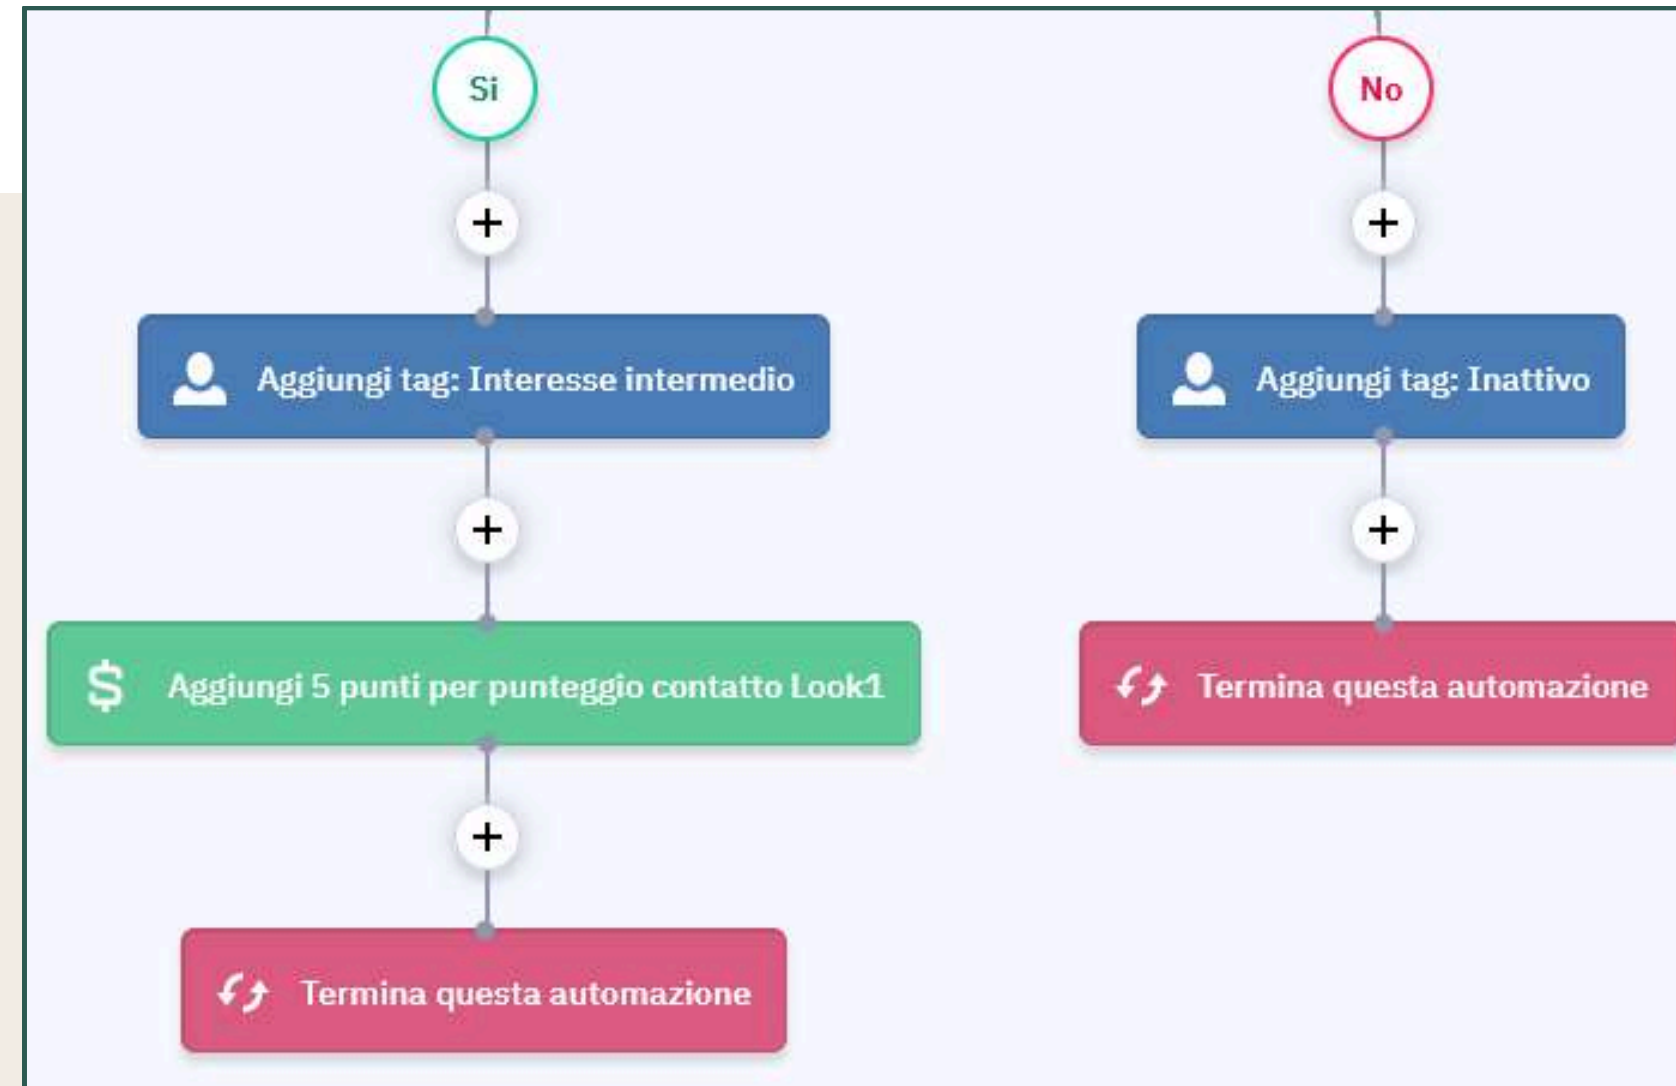 Si
No
+
+
Aggiungi tag: Interesse intermedio
Aggiungi tag: Inattivo
+
+
$ Aggiungi 5 punti per punteggio contatto Look1
Termina questa automazione
+
Termina questa automazione